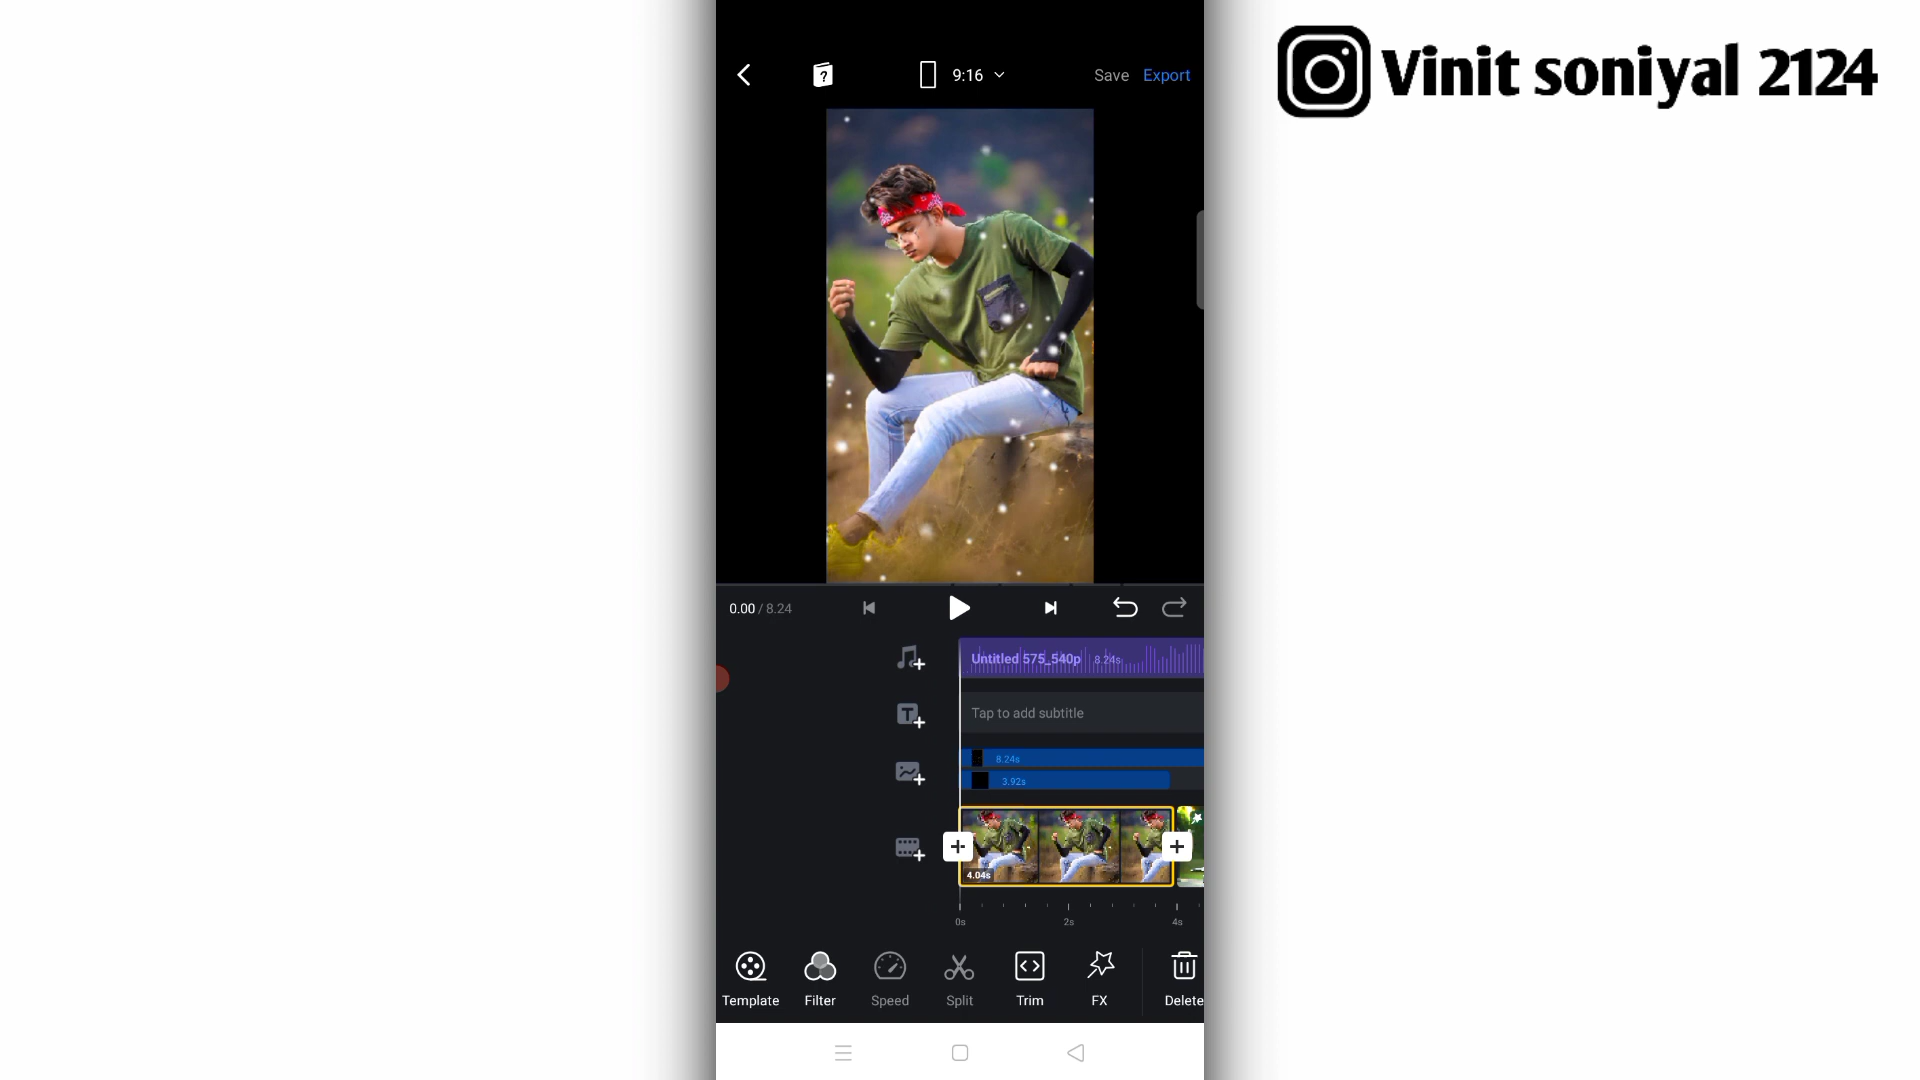 Vinit soniyal 2124
?
9:16
Save
Export
0.00 / 8.24
Untitled 575_540p
8.24s
Tap to add subtitle
8.24s
3.92s
4.04s
0s
2s
4s
Template
Filter
Speed
Split
Trim
FX
Delete